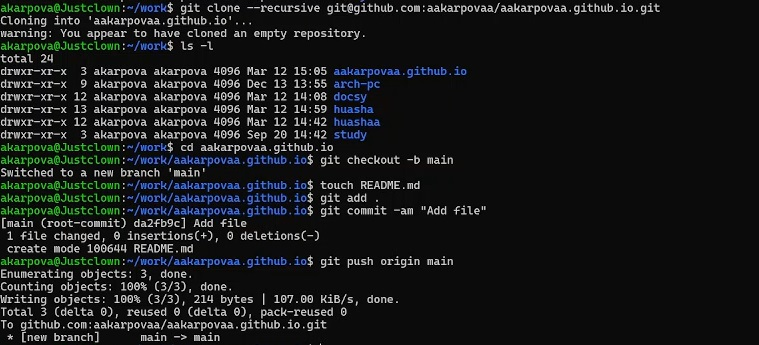 akarpova@Justclown:~/work$ git clone --recursive git@github.com:aakarpovaa/aakarpovaa.github.io.git
Cloning into 'aakarpovaa.github.io'...
warning: You appear to have cloned an empty repository.
akarpova@Justclown:~/work$ ls -l
total 24
drwxr-xr-x  3 akarpova akarpova 4096 Mar 12 15:05 aakarpovaa.github.io
drwxr-xr-x  9 akarpova akarpova 4096 Dec 13 13:55 arch-pc
drwxr-xr-x 12 akarpova akarpova 4096 Mar 12 14:08 docsy
drwxr-xr-x 13 akarpova akarpova 4096 Mar 12 14:59 huasha
drwxr-xr-x 12 akarpova akarpova 4096 Mar 12 14:42 huashaa
drwxr-xr-x  3 akarpova akarpova 4096 Sep 20 14:42 study
akarpova@Justclown:~/work$ cd aakarpovaa.github.io
akarpova@Justclown:~/work/aakarpovaa.github.io$ git checkout -b main
Switched to a new branch 'main'
akarpova@Justclown:~/work/aakarpovaa.github.io$ touch README.md
akarpova@Justclown:~/work/aakarpovaa.github.io$ git add .
akarpova@Justclown:~/work/aakarpovaa.github.io$ git commit -am "Add file"
[main (root-commit) da2fb9c] Add file
 1 file changed, 0 insertions(+), 0 deletions(-)
 create mode 100644 README.md
akarpova@Justclown:~/work/aakarpovaa.github.io$ git push origin main
Enumerating objects: 3, done.
Counting objects: 100% (3/3), done.
Writing objects: 100% (3/3), 214 bytes | 107.00 KiB/s, done.
Total 3 (delta 0), reused 0 (delta 0), pack-reused 0
To github.com:aakarpovaa/aakarpovaa.github.io.git
 * [new branch]      main -> main